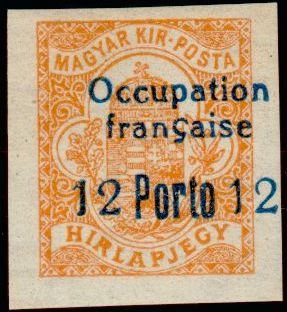 MAGYAR KIR·POSTA
Occupation
française
12 Porto 12
HIRLAPJEGY